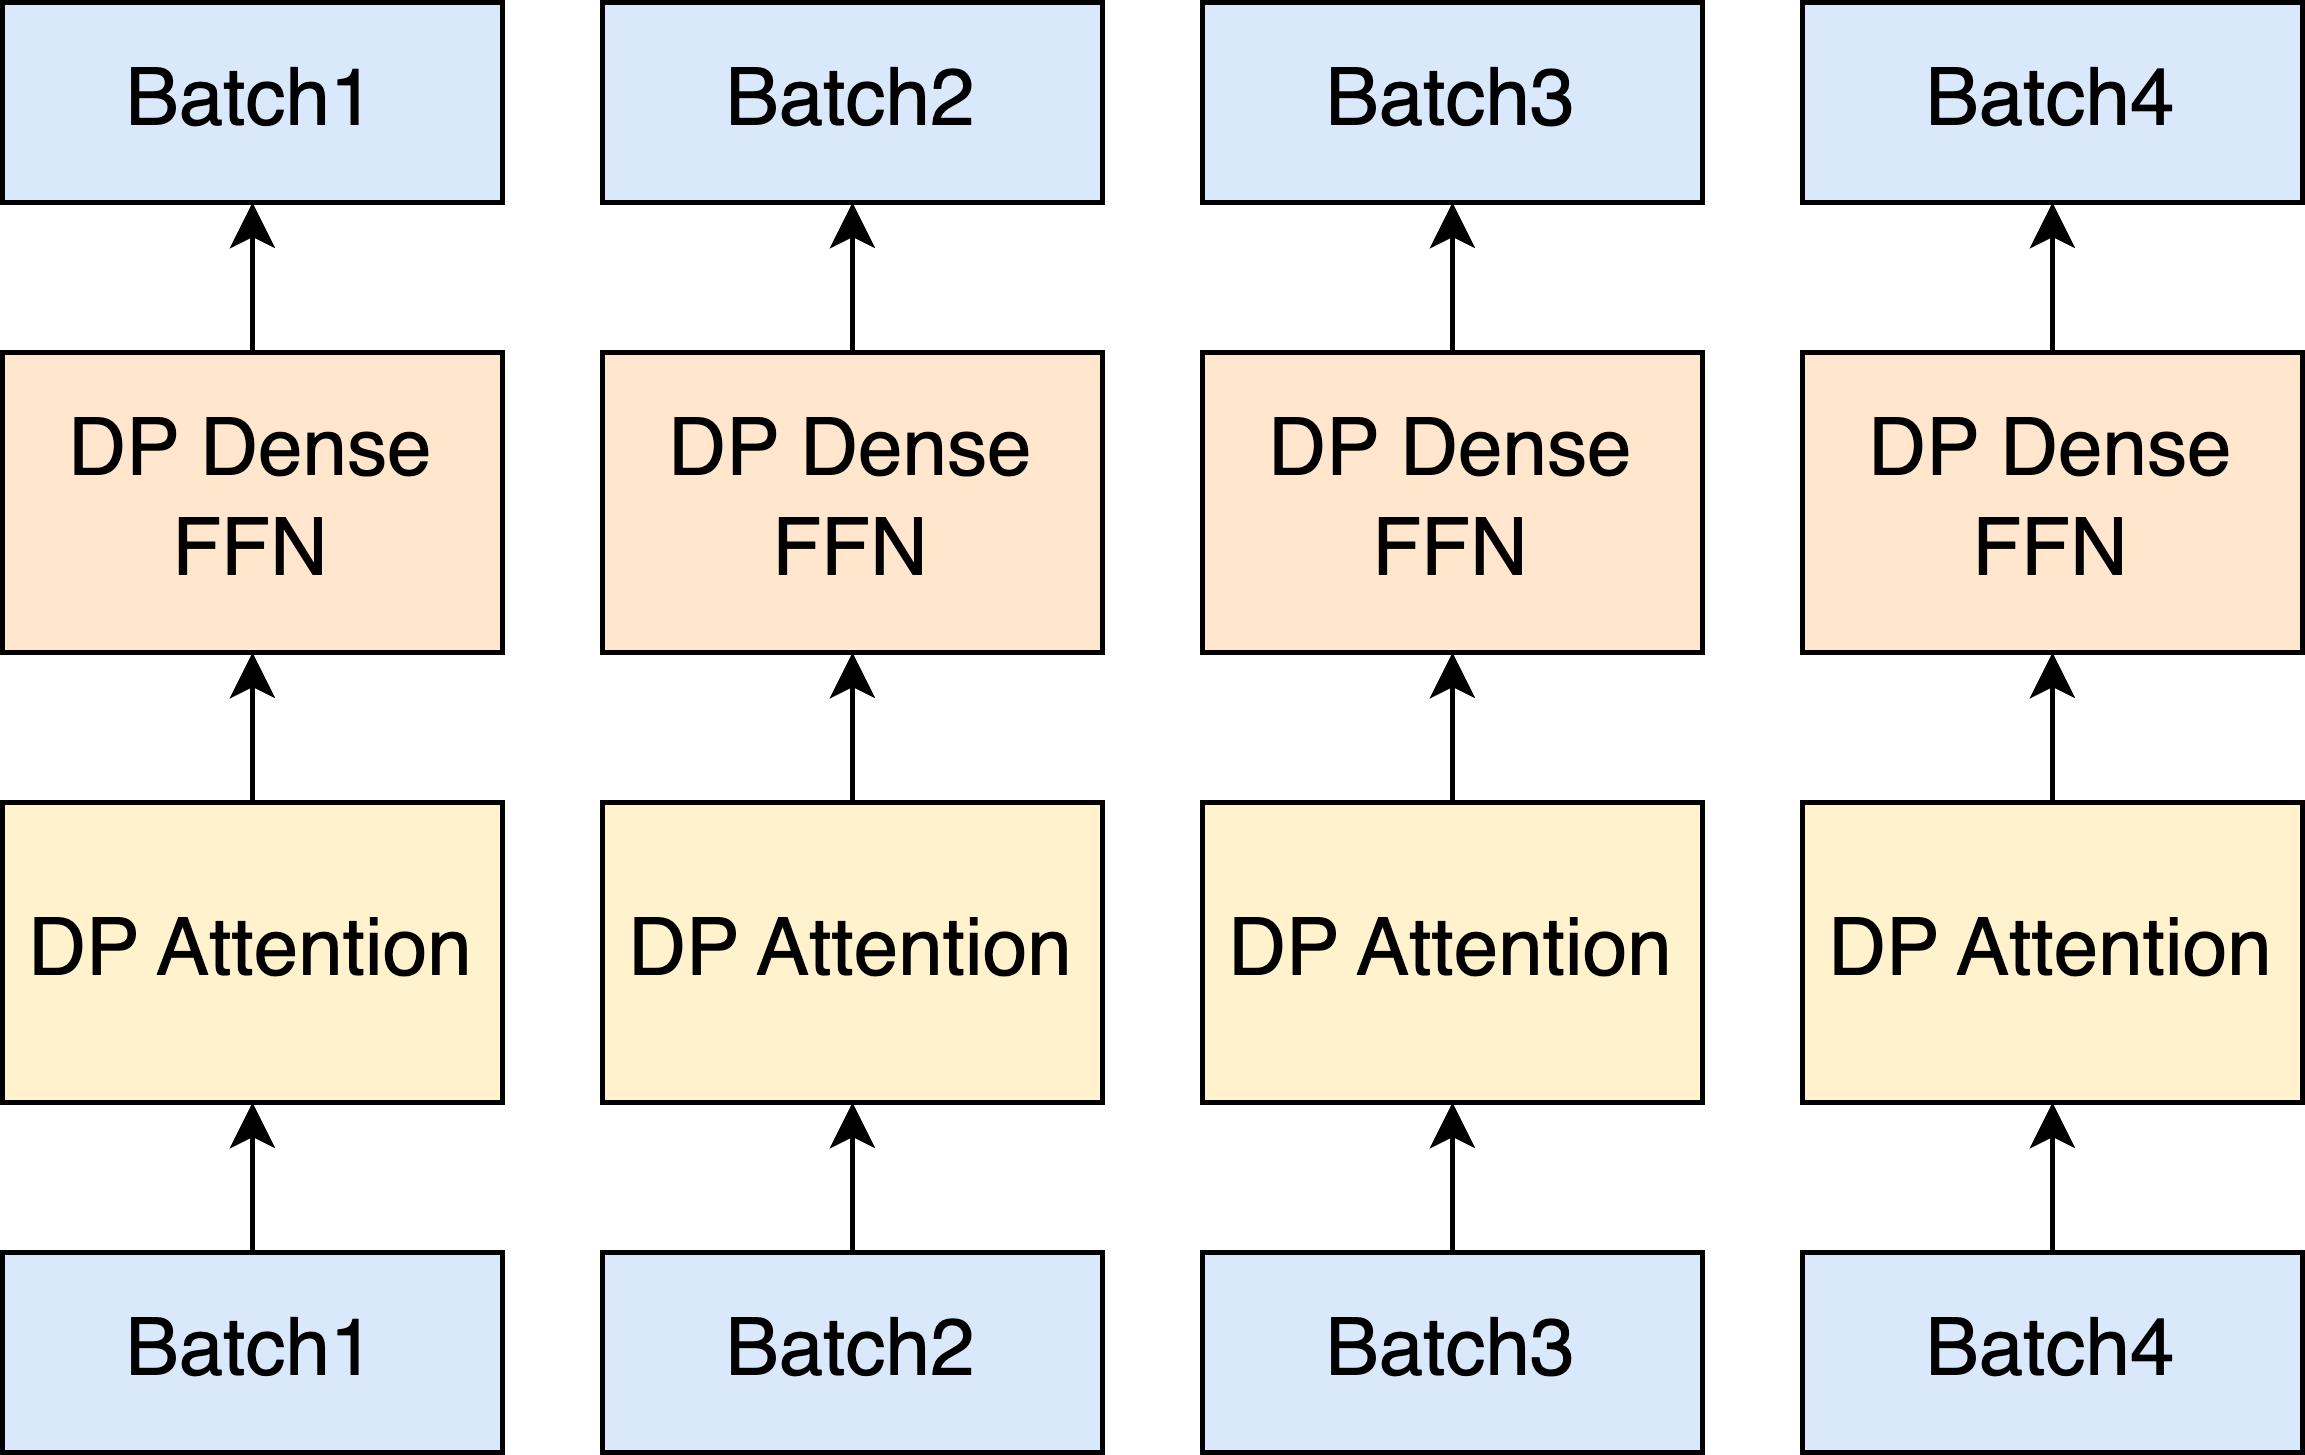 Batch1
Batch2
Batch3
Batch4
DP Dense
FFN
DP Dense
FFN
DP Dense
FFN
DP Dense
FFN
DP Attention
DP Attention
DP Attention
DP Attention
Batch1
Batch2
Batch3
Batch4